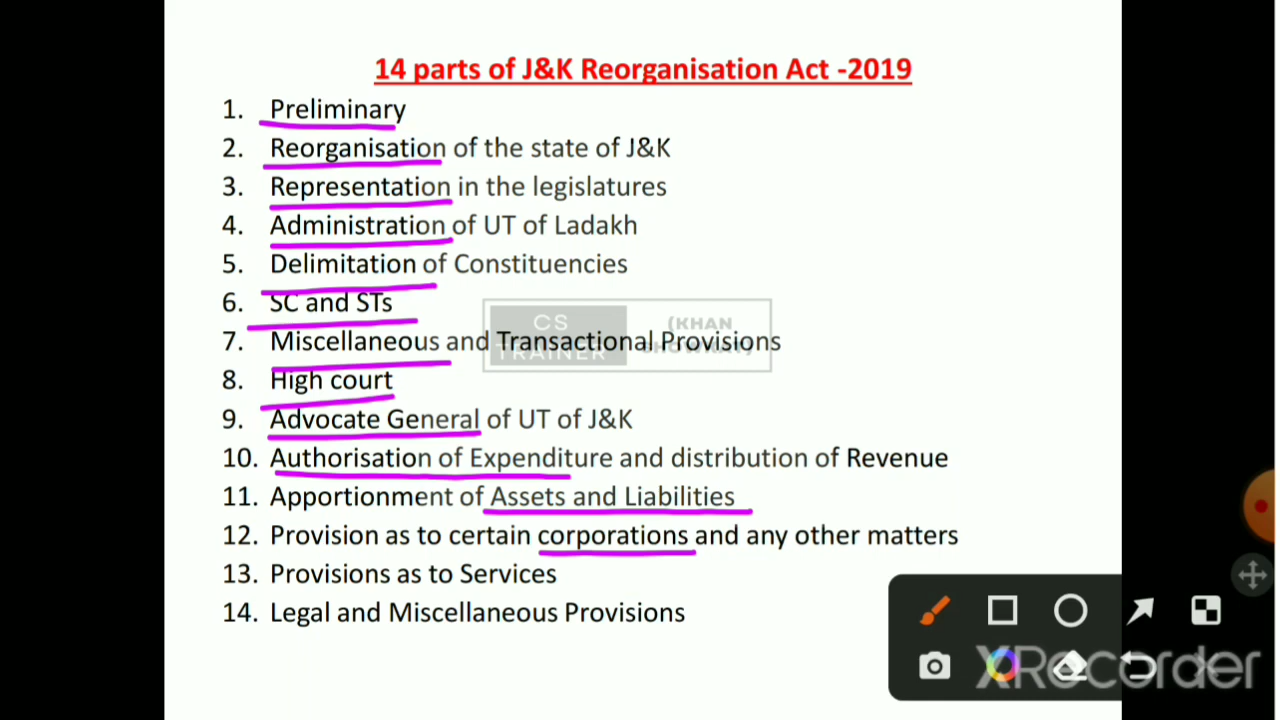 14 parts of J&K Reorganisation Act -2019
1. Preliminary
2. Reorganisation of the state of J&K
3. Representation in the legislatures
4. Administration of UT of Ladakh
5. Delimitation of Constituencies
6. SC and STs
CS (KHAN
7. Miscellaneous and Transactional Provisions
TRAINER
8. High court
9. Advocate General of UT of J&K
10. Authorisation of Expenditure and distribution of Revenue
11. Apportionment of Assets and Liabilities
12. Provision as to certain corporations and any other matters
13. Provisions as to Services
14. Legal and Miscellaneous Provisions
XRecorder